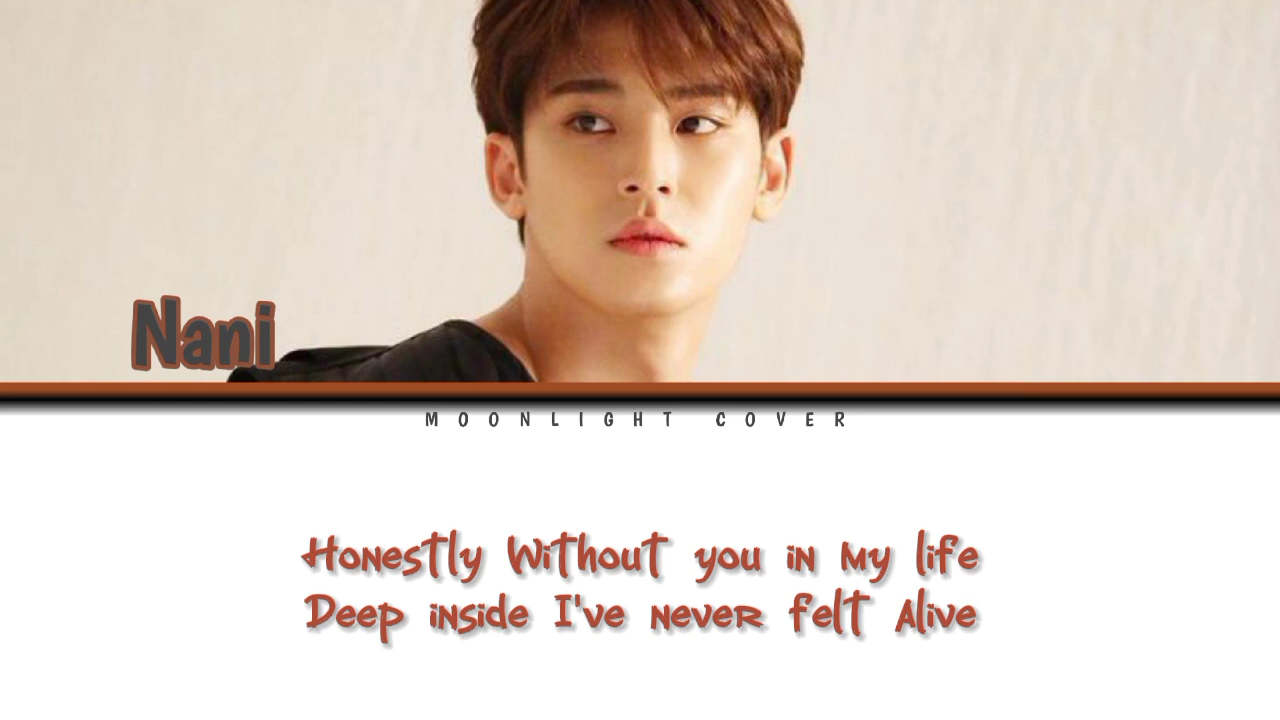 Nani
MOONLIGHT COVER
Honestly Without you in My life
Deep inside I've never felt Alive